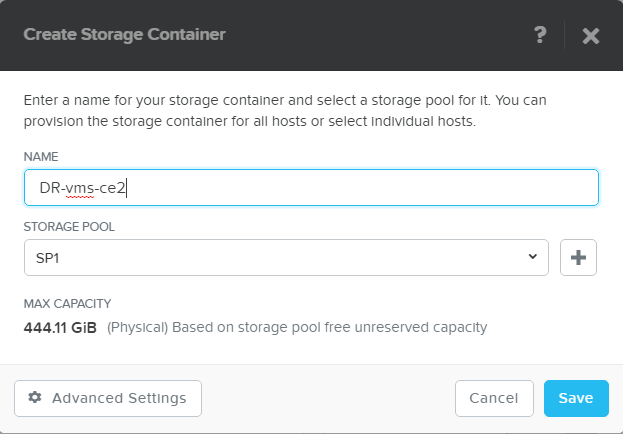 Create Storage Container
?
Enter a name for your storage container and select a storage pool for it. You can
provision the storage container for all hosts or select individual hosts.
NAME
DR-vms-ce2
STORAGE POOL
SP1
MAX CAPACITY
444.11 GiB (Physical) Based on storage pool free unreserved capacity
Advanced Settings Cancel Save